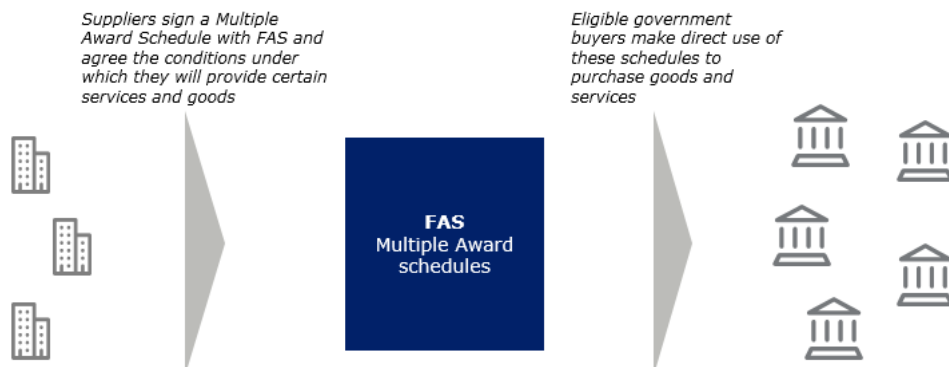 Suppliers sign a Multiple
Award Schedule with FAS and
agree the conditions under
which they will provide certain
services and goods
Eligible government
buyers make direct use of
these schedules to
purchase goods and
services
FAS
Multiple Award
schedules